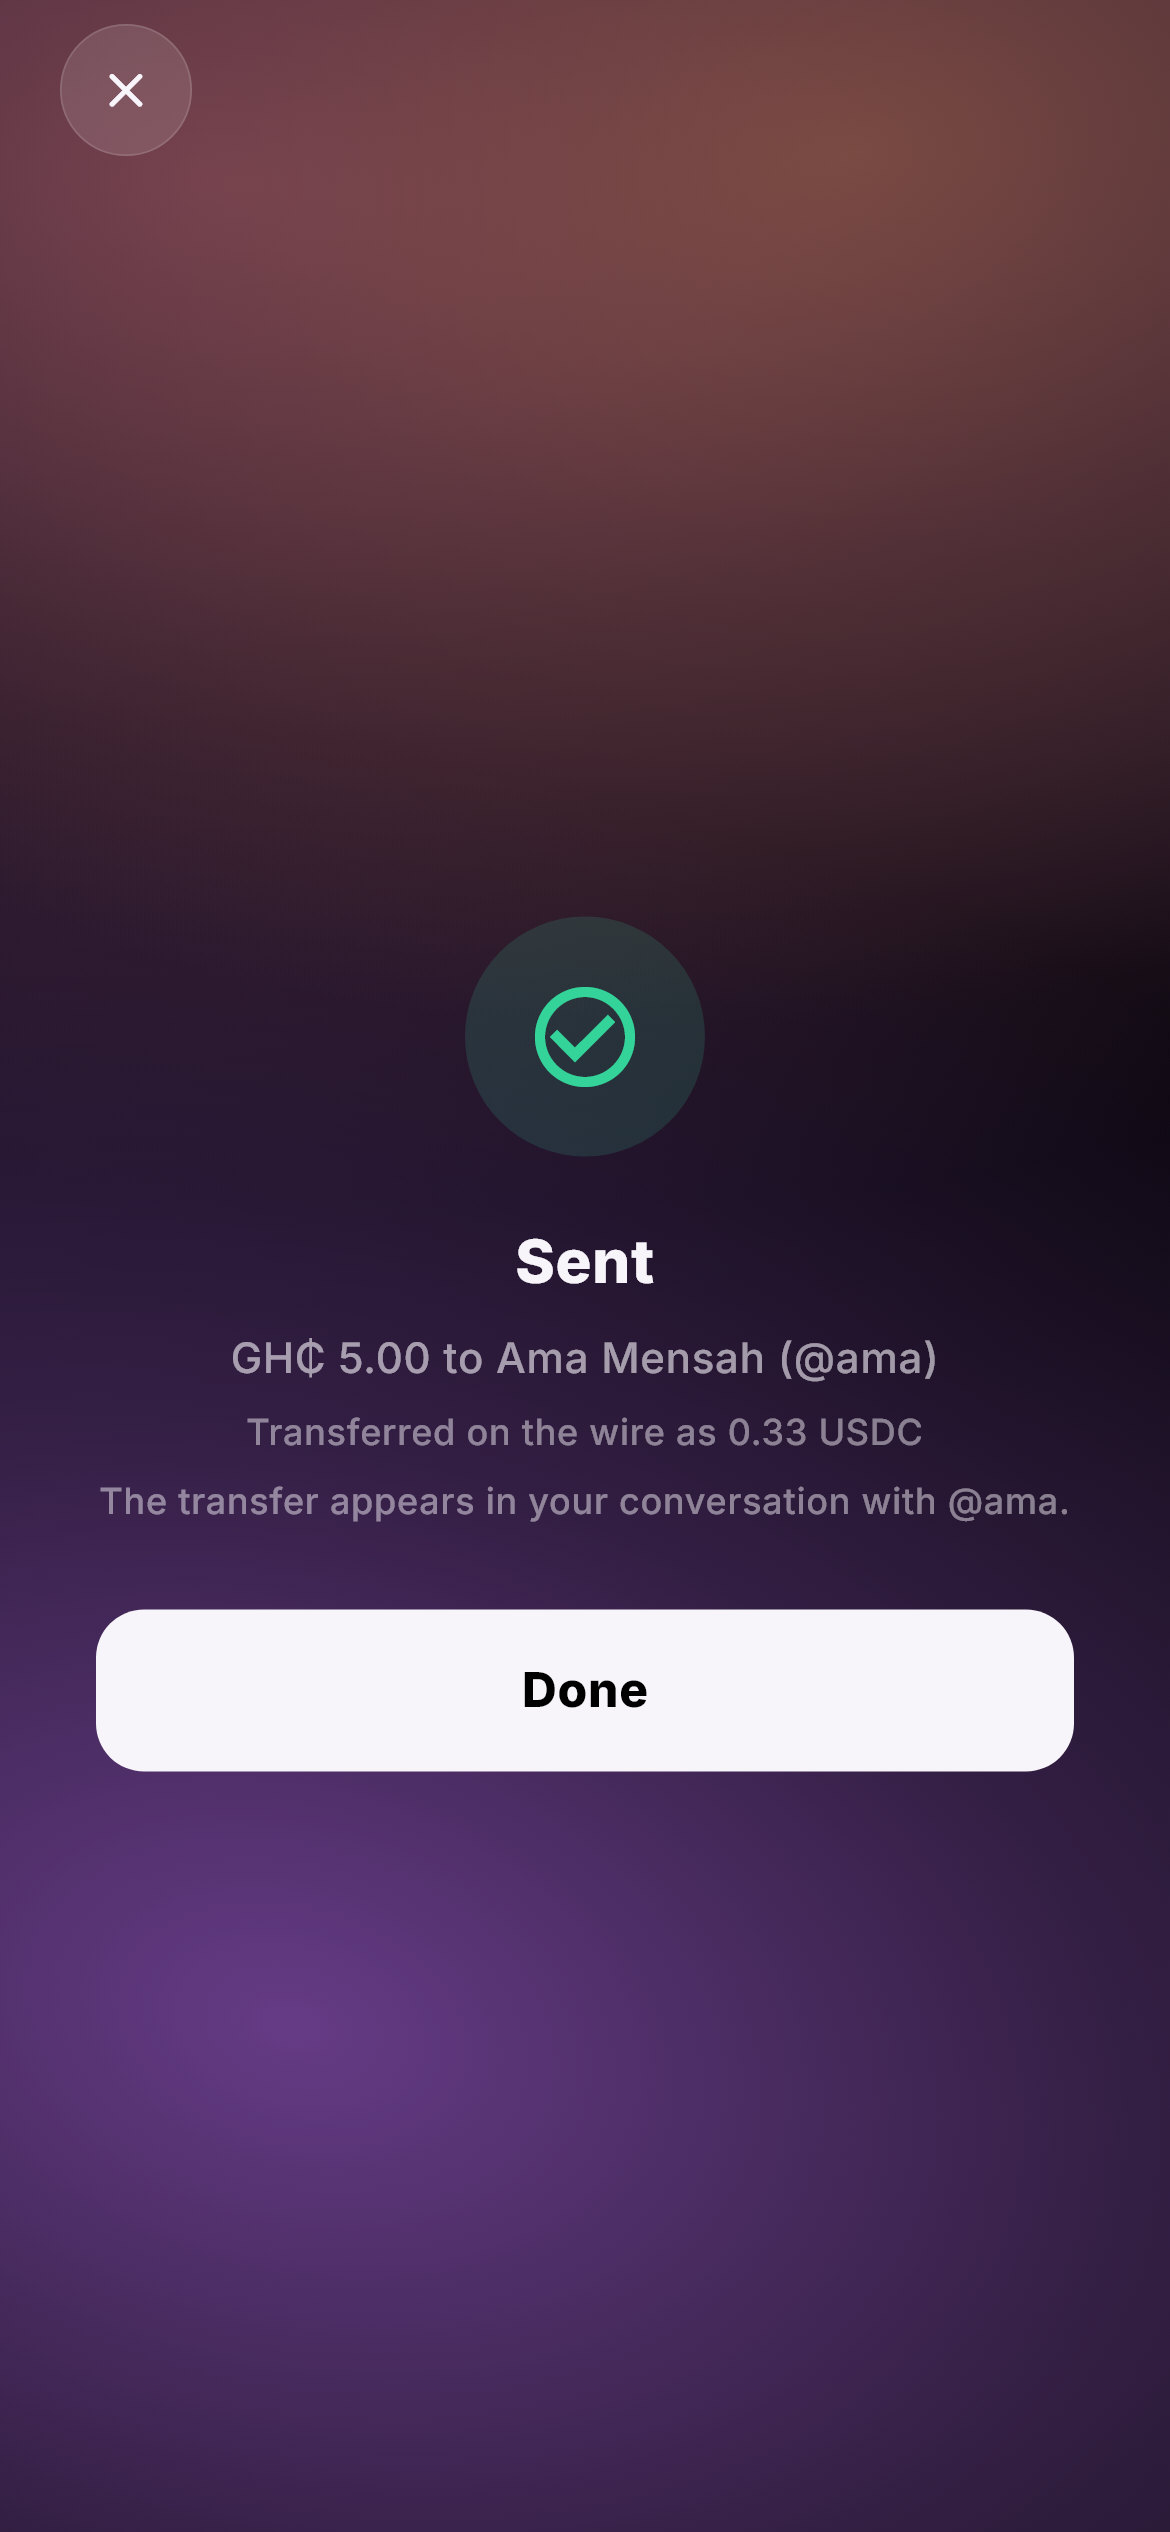 Sent
GH₵ 5.00 to Ama Mensah (@ama)
Transferred on the wire as 0.33 USDC
The transfer appears in your conversation with @ama.
Done